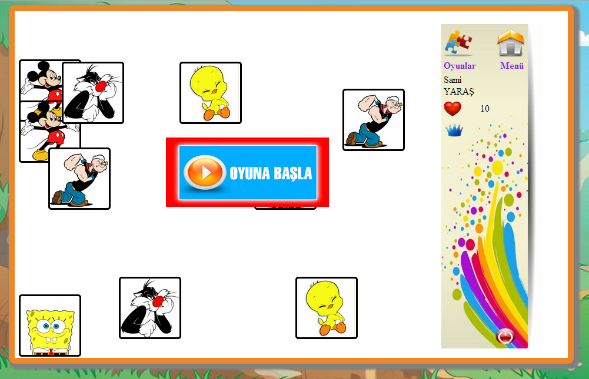 Oyunlar Menü
Sami
YARAŞ
10
OYUNA BAŞLA